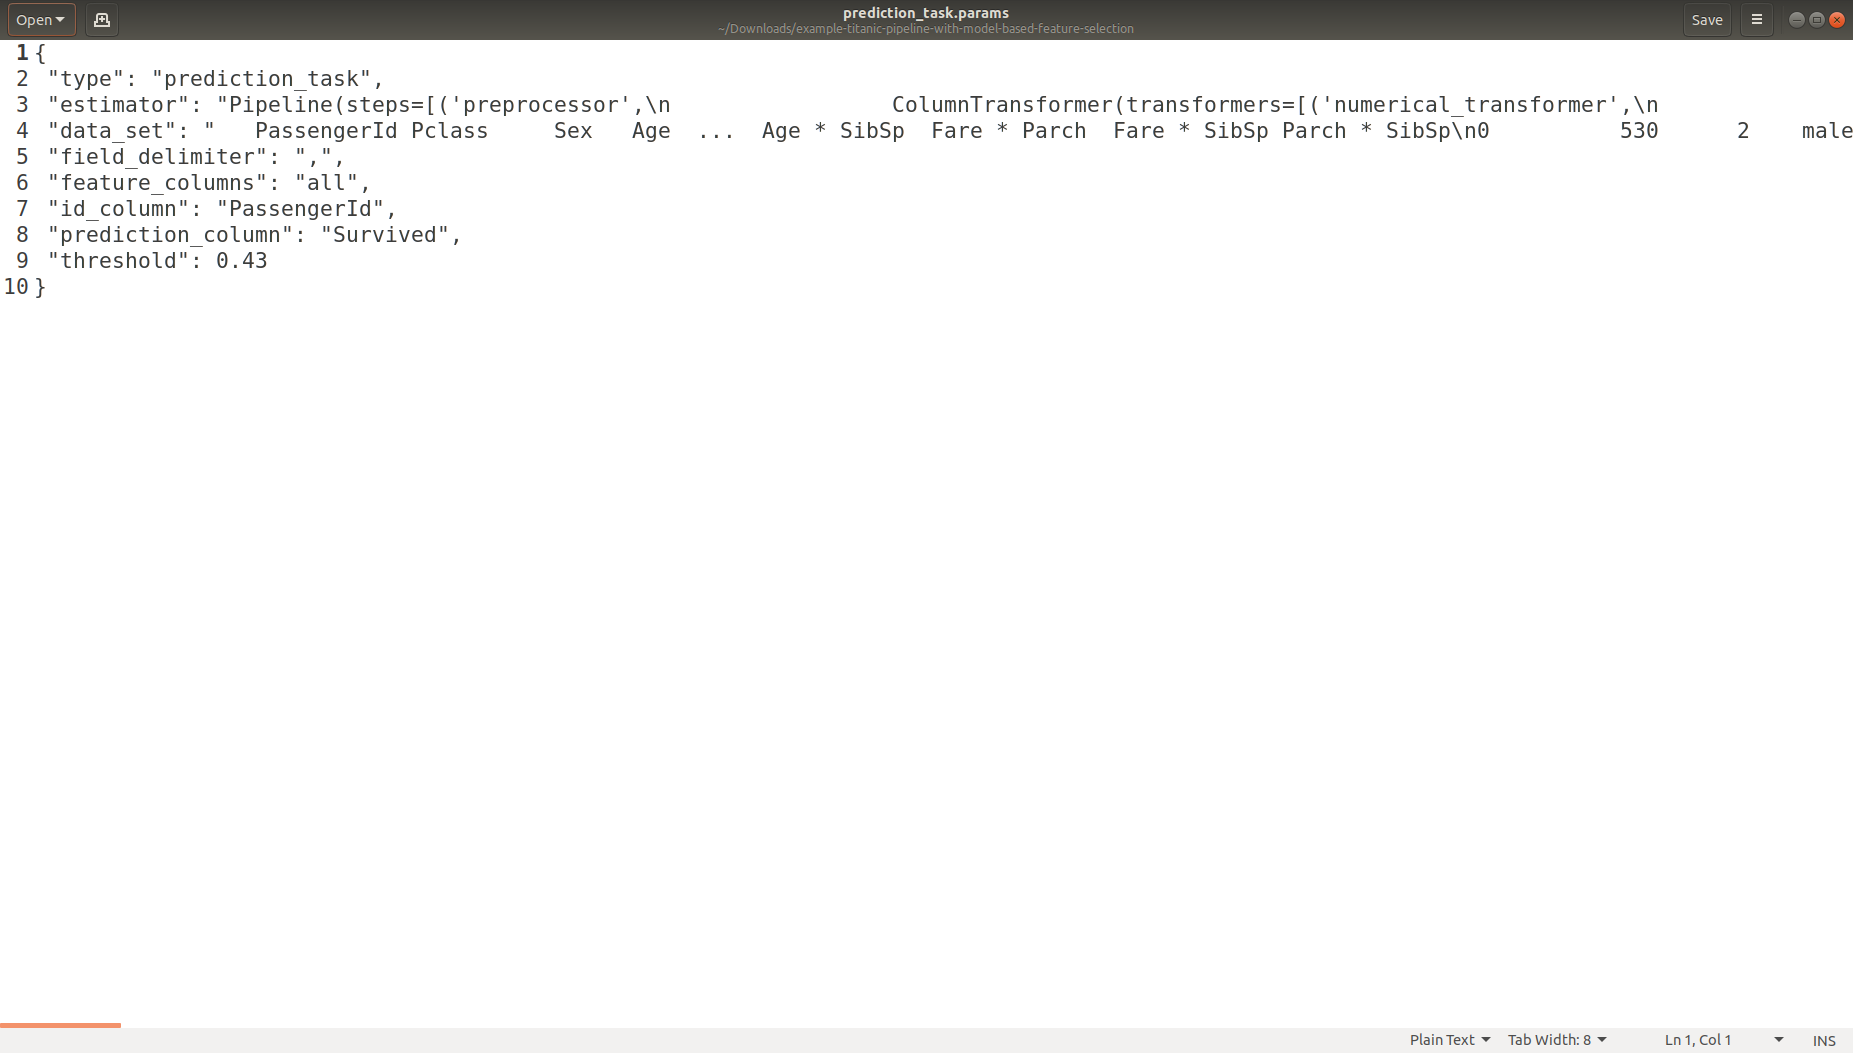 Open
prediction_task.params
~/Downloads/example-titanic-pipeline-with-model-based-feature-selection
Save
1 {
2 "type": "prediction_task",
3 "estimator": "Pipeline(steps=[('preprocessor',\n                 ColumnTransformer(transformers=[('numerical_transformer',\n
4 "data_set": "   PassengerId Pclass     Sex   Age  ...  Age * SibSp  Fare * Parch  Fare * SibSp Parch * SibSp\n0          530      2    male
5 "field_delimiter": ",",
6 "feature_columns": "all",
7 "id_column": "PassengerId",
8 "prediction_column": "Survived",
9 "threshold": 0.43
10 }
Plain Text Tab Width: 8 Ln 1, Col 1 INS